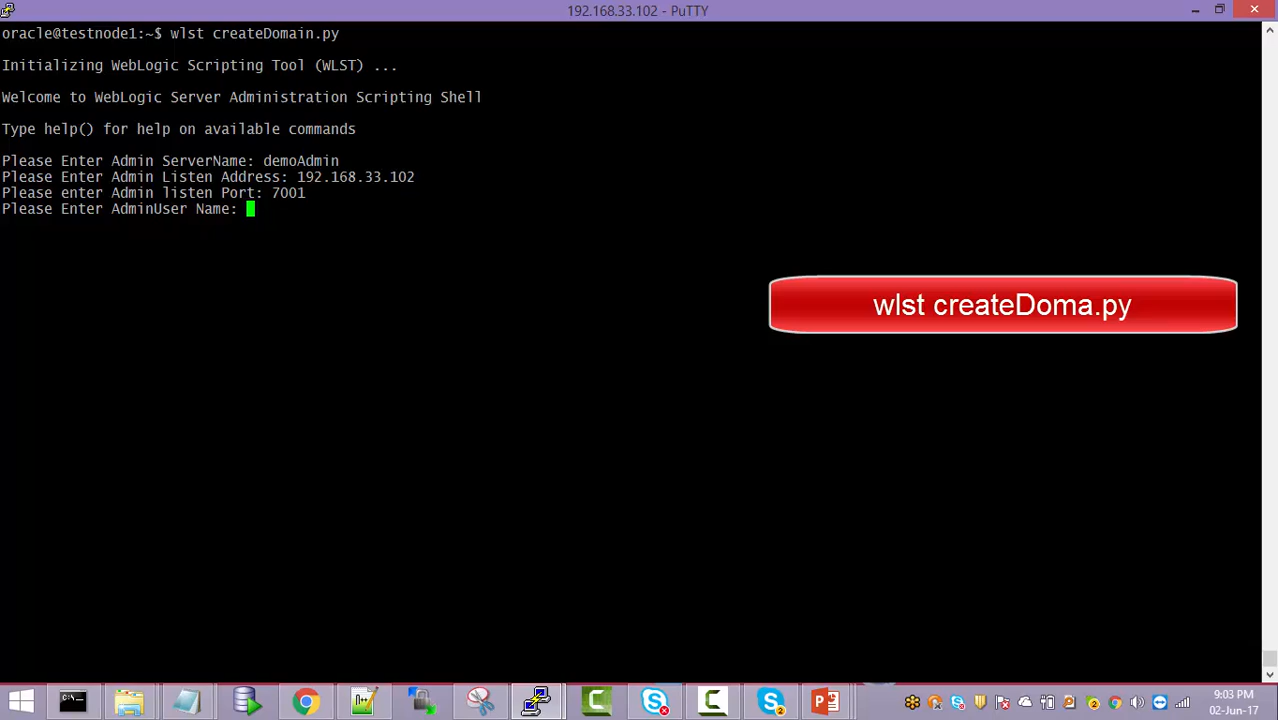 192.168.33.102 - PuTTY
oracle@testnode1:~$ wlst createDomain.py
Initializing WebLogic Scripting Tool (WLST) ...
Welcome to WebLogic Server Administration Scripting Shell
Type help() for help on available commands
Please Enter Admin ServerName: demoAdmin
Please Enter Admin Listen Address: 192.168.33.102
Please enter Admin listen Port: 7001
Please Enter AdminUser Name:
wlst createDoma.py
9:03 PM
02-Jun-17